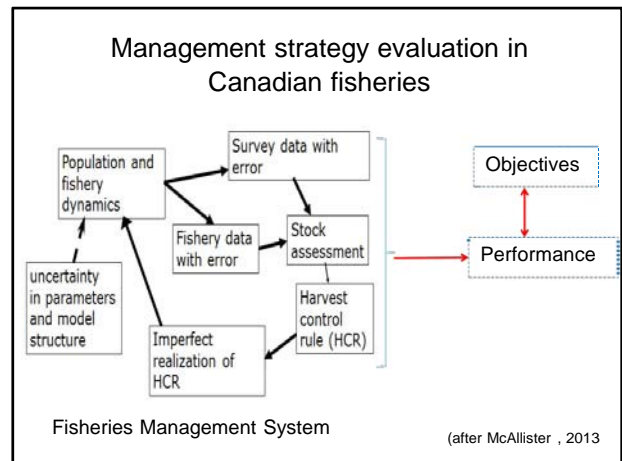 Management strategy evaluation in
Canadian fisheries
Population and
fishery
dynamics
Survey data with
error
Fishery data
with error
Stock
assessment
uncertainty
in parameters
and model
structure
Imperfect
realization of
HCR
Harvest
control
rule (HCR)
Objectives
Performance
Fisheries Management System
(after McAllister , 2013